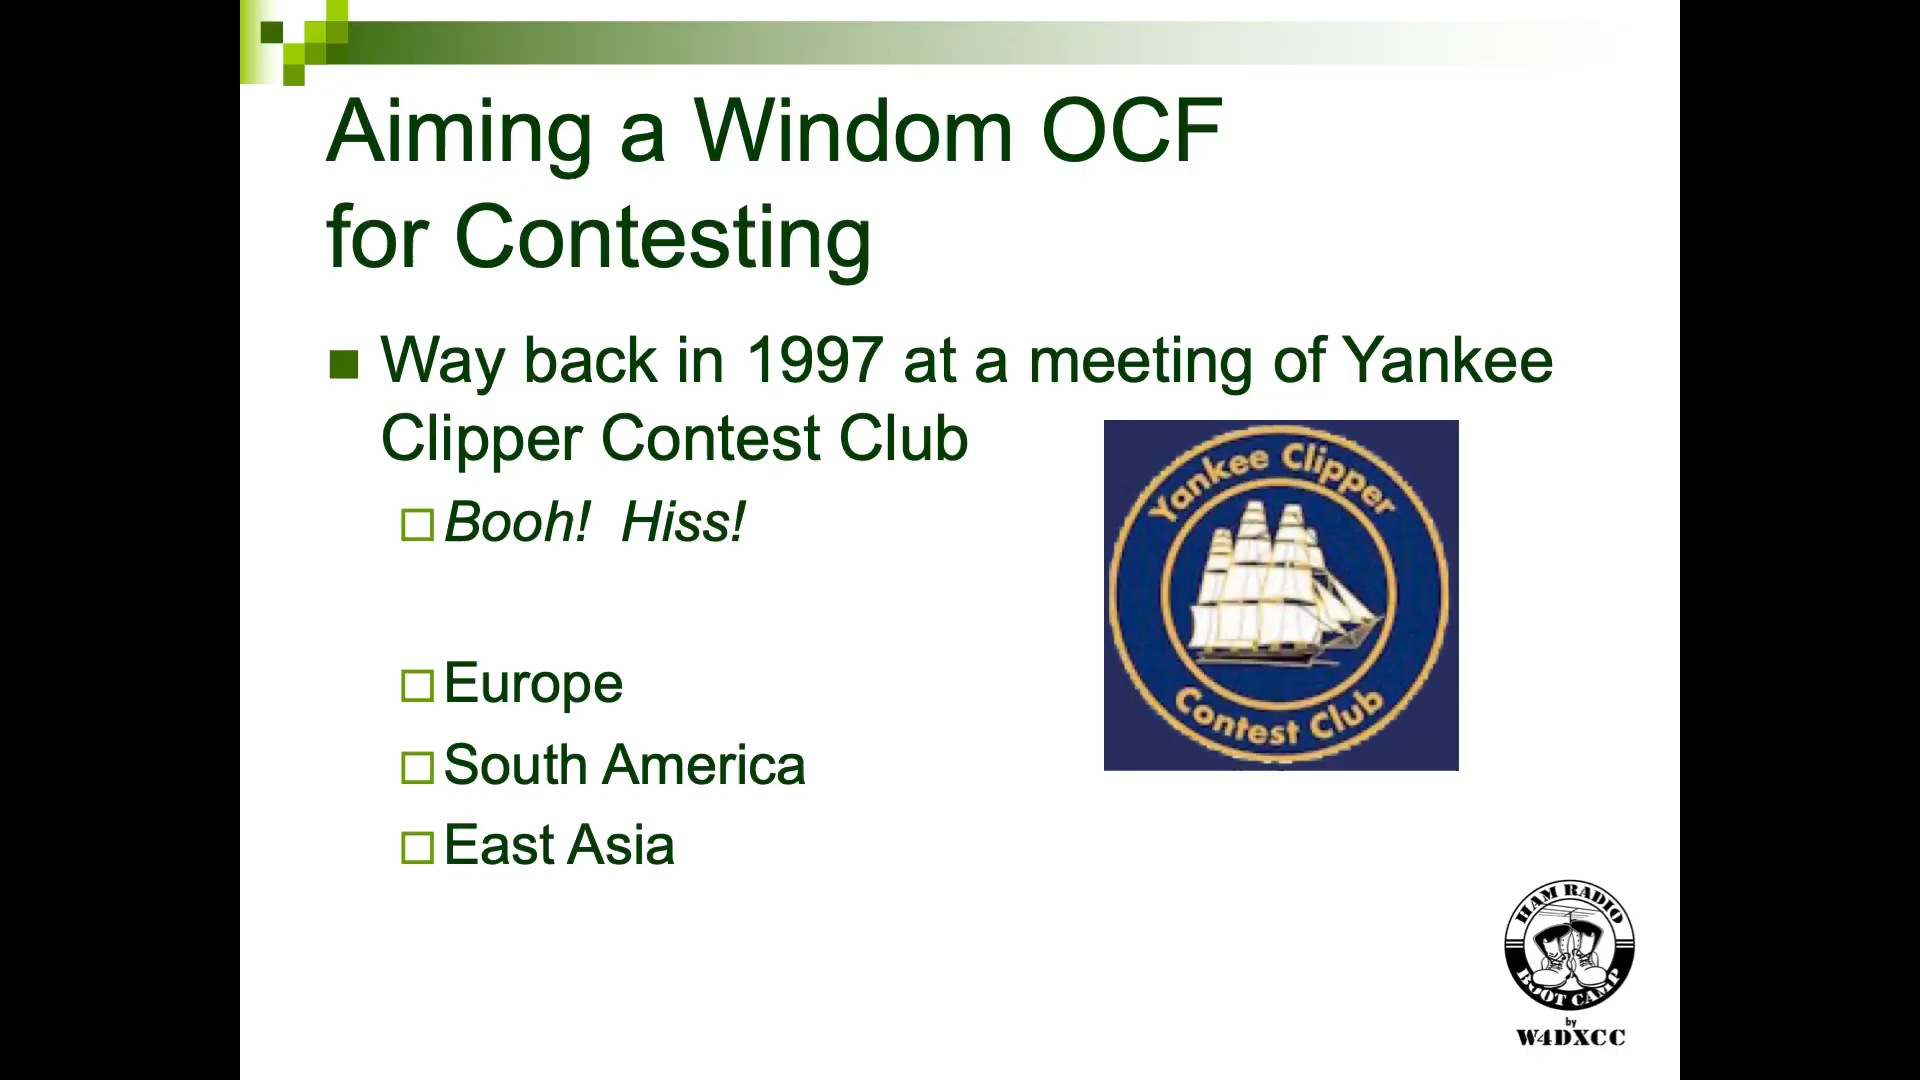 Aiming a Windom OCF
for Contesting
Way back in 1997 at a meeting of Yankee
Clipper Contest Club
Booh! Hiss!
Europe
South America
East Asia
Yankee Clipper
Contest Club
HAM RADIO
BOOT CAMP
by
W4DXCC